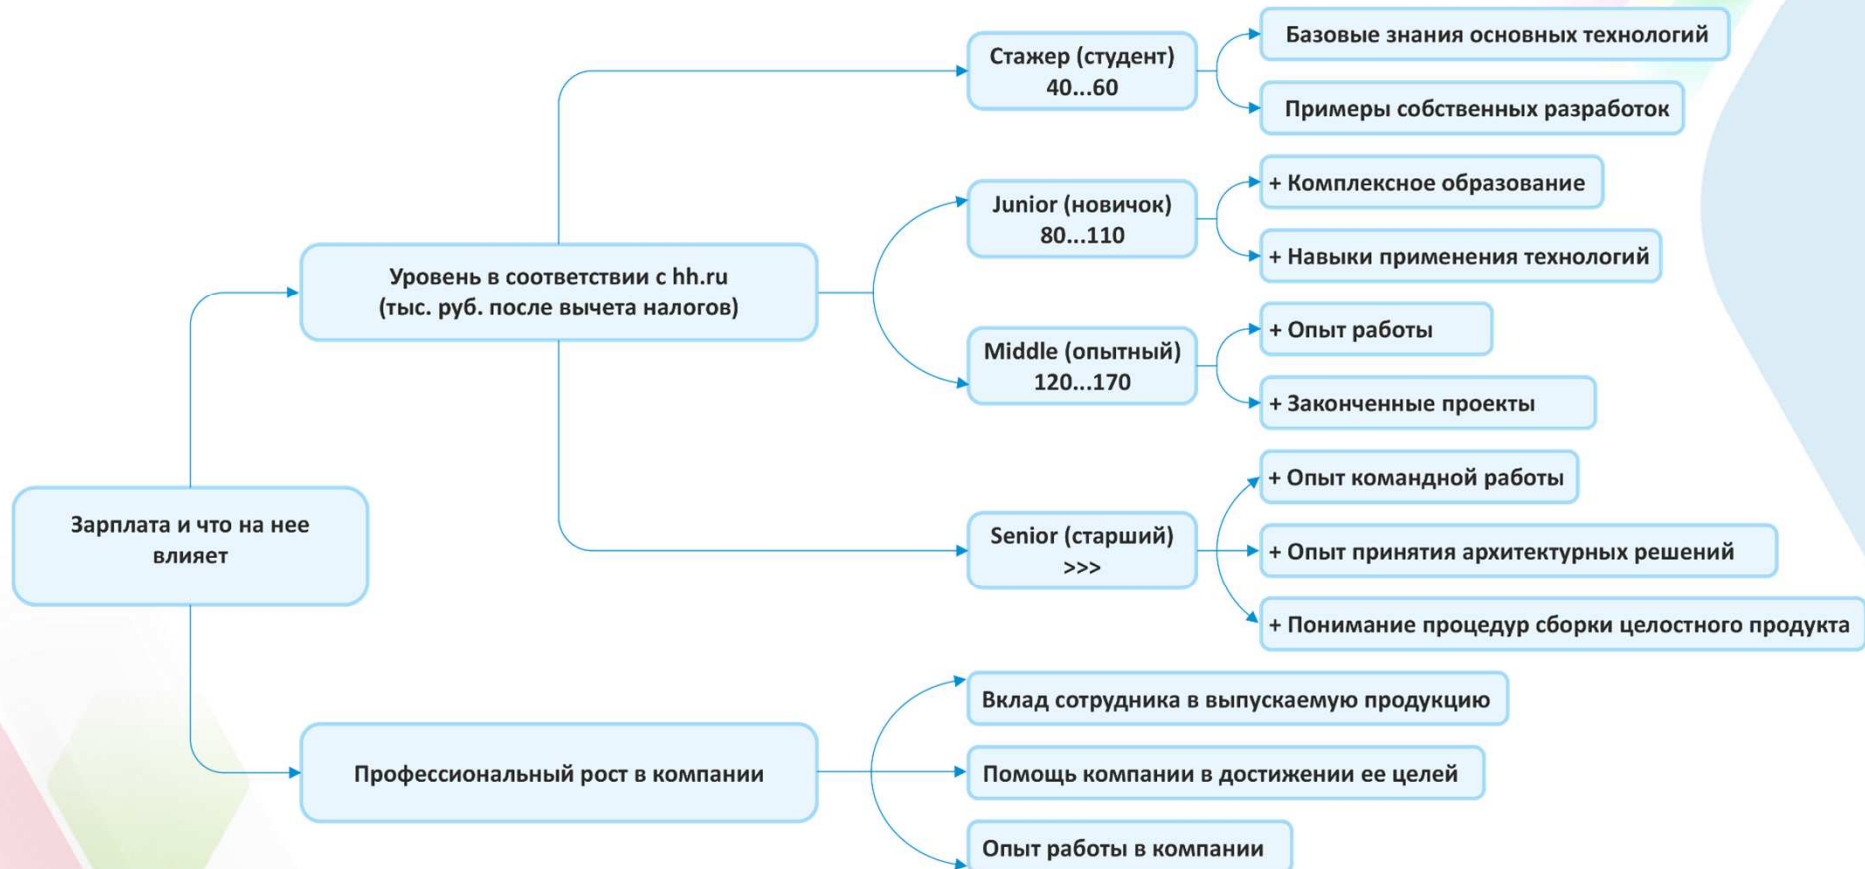 Зарплата и что на нее
влияет
Уровень в соответствии с hh.ru
(тыс. руб. после вычета налогов)
Стажер (студент)
40...60
Базовые знания основных технологий
Примеры собственных разработок
Junior (новичок)
80...110
+ Комплексное образование
+ Навыки применения технологий
Middle (опытный)
120...170
+ Опыт работы
+ Законченные проекты
Senior (старший)
>>>
+ Опыт командной работы
+ Опыт принятия архитектурных решений
+ Понимание процедур сборки целостного продукта
Профессиональный рост в компании
Вклад сотрудника в выпускаемую продукцию
Помощь компании в достижении ее целей
Опыт работы в компании